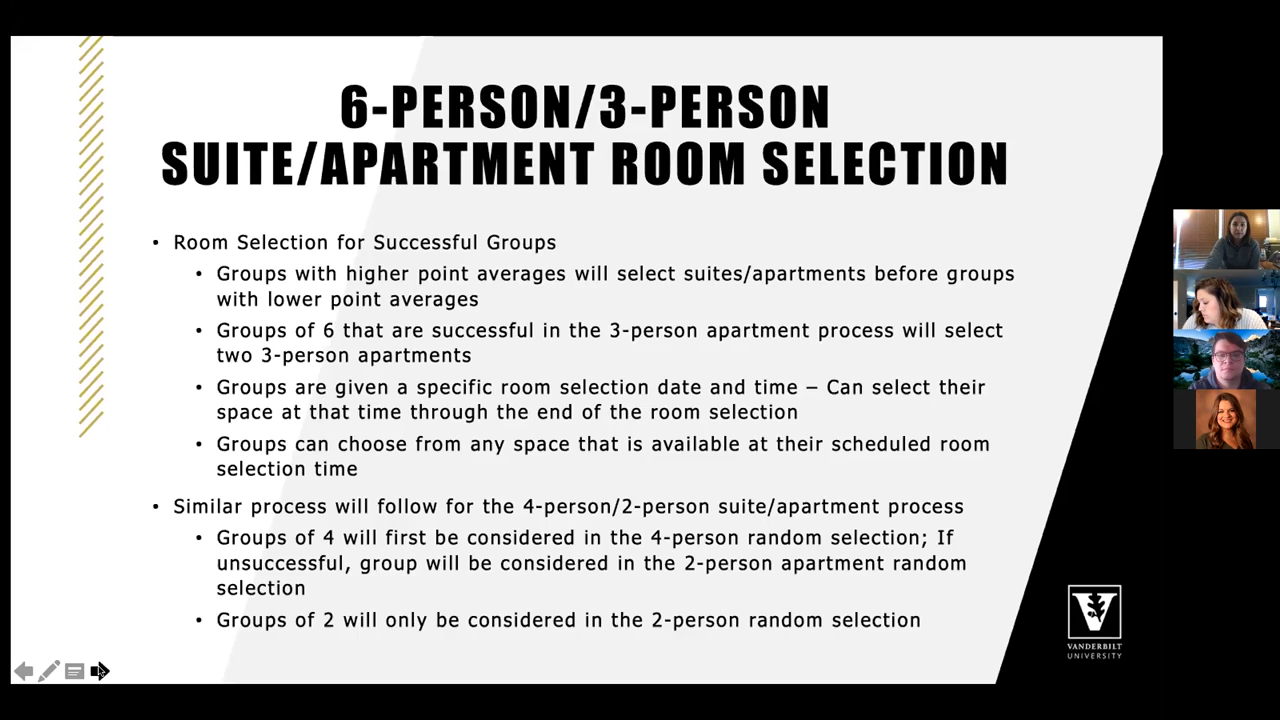 6-PERSON/3-PERSON
SUITE/APARTMENT ROOM SELECTION
• Room Selection for Successful Groups
• Groups with higher point averages will select suites/apartments before groups
with lower point averages
• Groups of 6 that are successful in the 3-person apartment process will select
two 3-person apartments
• Groups are given a specific room selection date and time – Can select their
space at that time through the end of the room selection
• Groups can choose from any space that is available at their scheduled room
selection time
• Similar process will follow for the 4-person/2-person suite/apartment process
• Groups of 4 will first be considered in the 4-person random selection; If
unsuccessful, group will be considered in the 2-person apartment random
selection
• Groups of 2 will only be considered in the 2-person random selection
V
VANDERBILT
UNIVERSITY